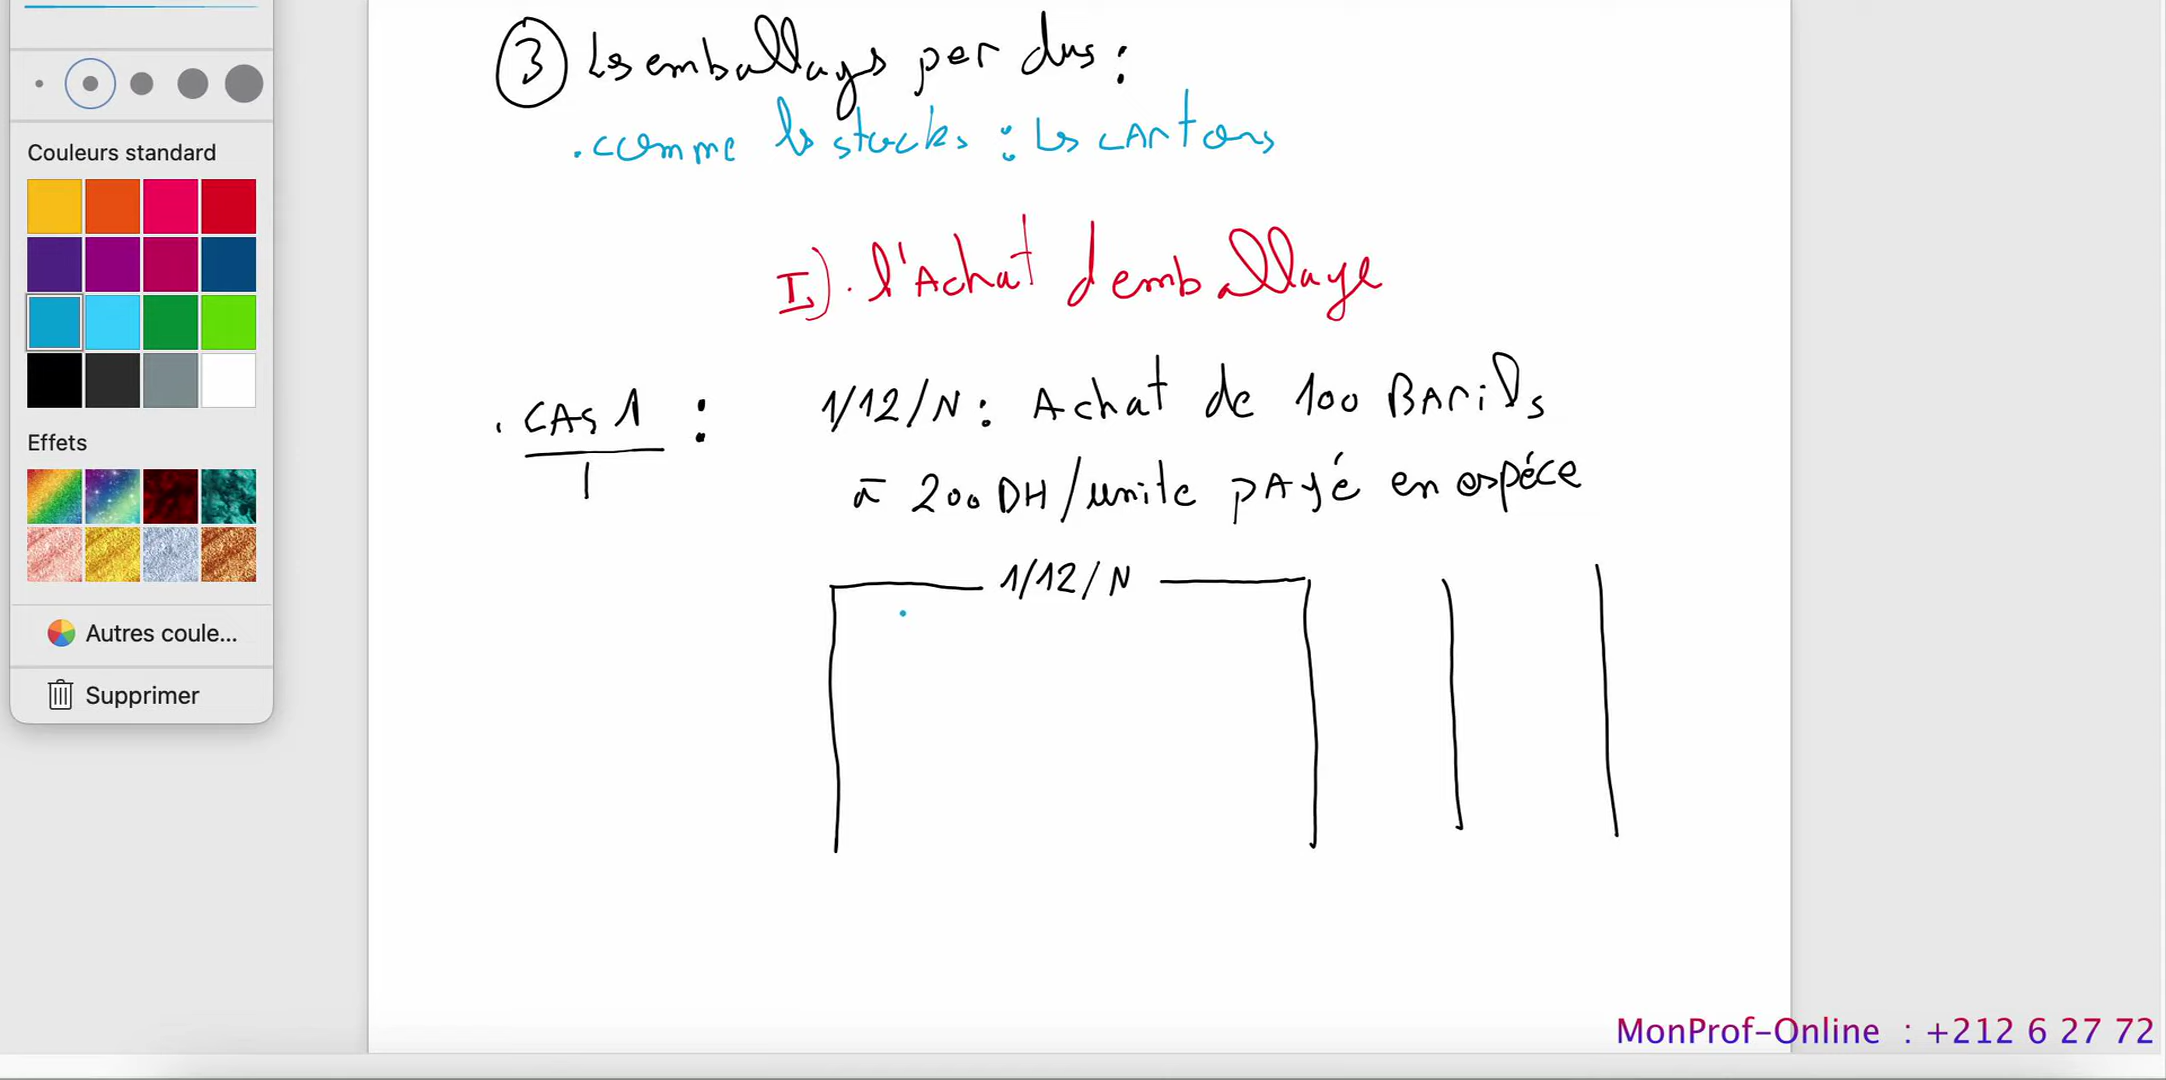 ③ Les emballages perdus :
. comme les stocks : Les cartons
I). l'Achat d'emballage
. CAS 1 : 1/12/N : Achat de 100 Barils
à 200 DH/unité payé en espéce
1/12/N
Couleurs standard
Effets
Autres coule...
Supprimer
MonProf-Online : +212 6 27 72